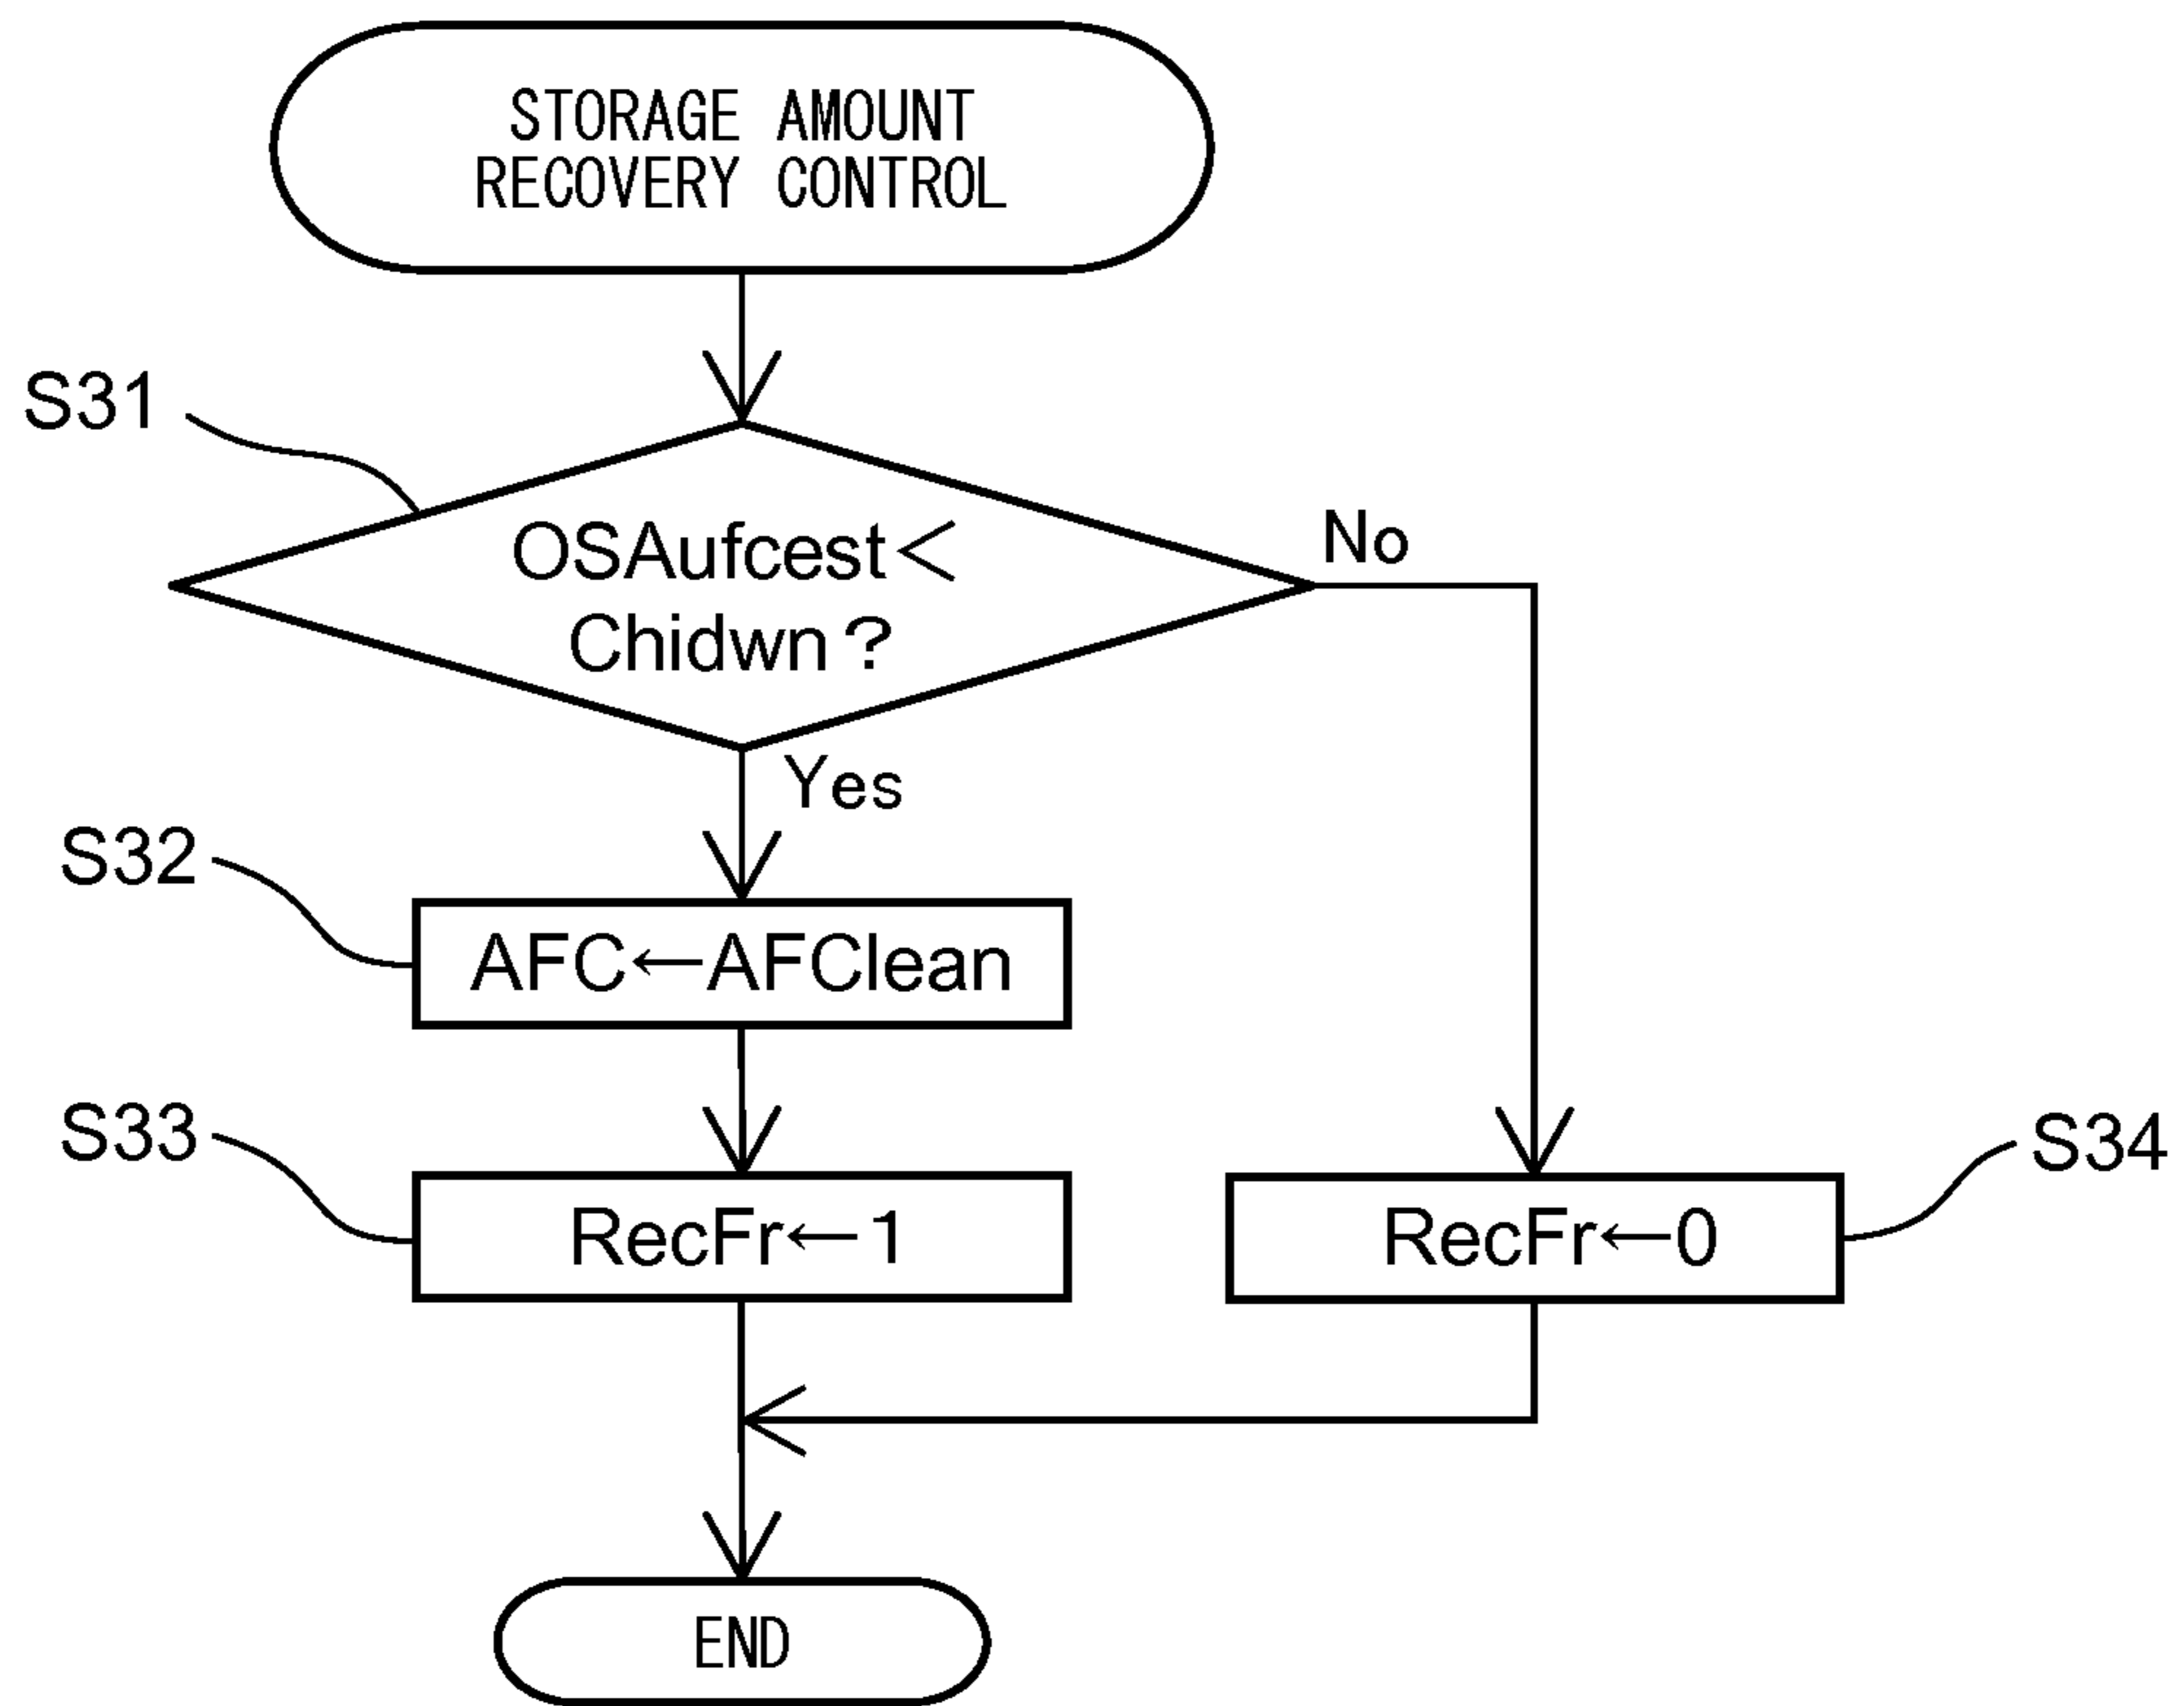 STORAGE AMOUNT
RECOVERY CONTROL
S31
OSAufcest<
Chidwn?
No
Yes
S32
AFC←AFClean
S33
RecFr←1
RecFr←0
S34
END